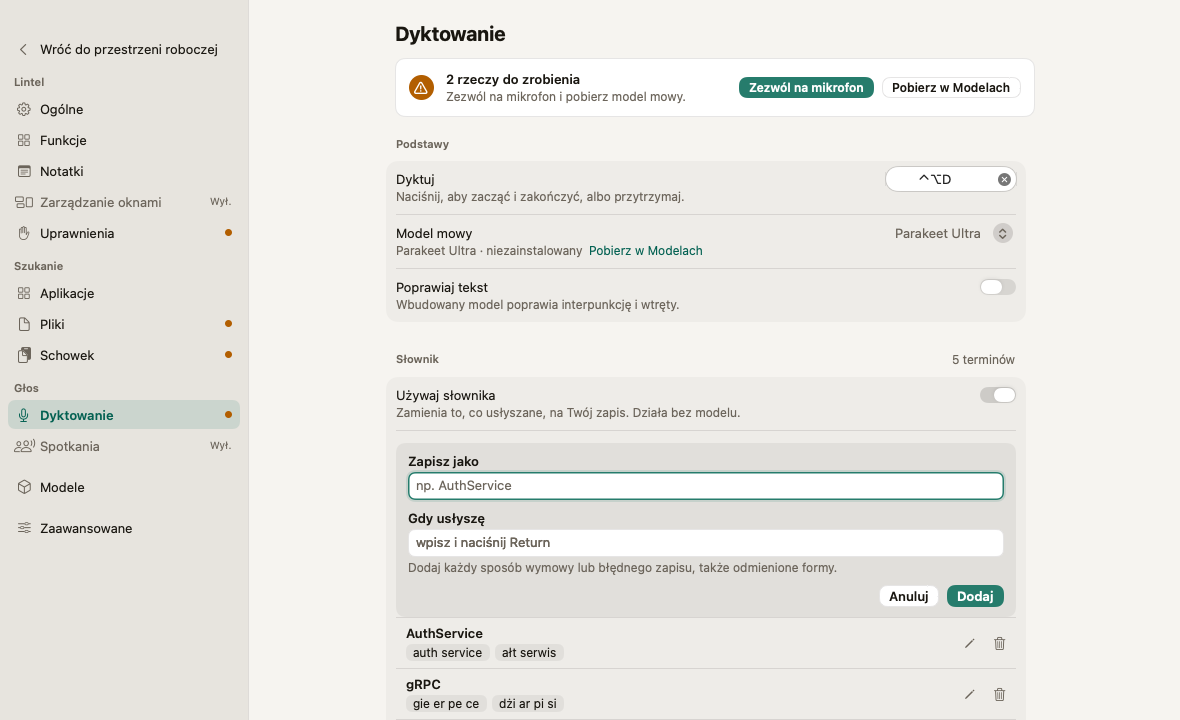 Wróć do przestrzeni roboczej
Lintel
Ogólne
Funkcje
Notatki
Zarządzanie oknami Wył.
Uprawnienia
Szukanie
Aplikacje
Pliki
Schowek
Głos
Dyktowanie
Spotkania Wył.
Modele
Zaawansowane
Dyktowanie
2 rzeczy do zrobienia
Zezwól na mikrofon i pobierz model mowy.
Zezwól na mikrofon Pobierz w Modelach
Podstawy
Dyktuj ⌃⌥D
Naciśnij, aby zacząć i zakończyć, albo przytrzymaj.
Model mowy Parakeet Ultra
Parakeet Ultra · niezainstalowany Pobierz w Modelach
Poprawiaj tekst
Wbudowany model poprawia interpunkcję i wtręty.
Słownik 5 terminów
Używaj słownika
Zamienia to, co usłyszane, na Twój zapis. Działa bez modelu.
Zapisz jako
np. AuthService
Gdy usłyszę
wpisz i naciśnij Return
Dodaj każdy sposób wymowy lub błędnego zapisu, także odmienione formy.
Anuluj Dodaj
AuthService
auth service ałt serwis
gRPC
gie er pe ce dżi ar pi si